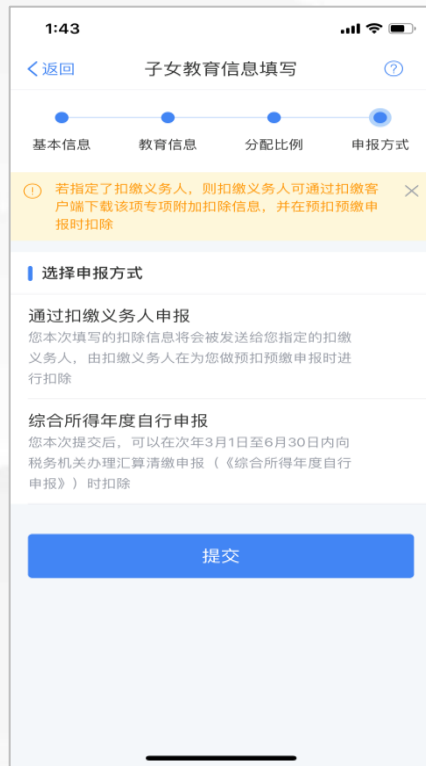 1:43
返回
子女教育信息填写
?
基本信息
教育信息
分配比例
申报方式
若指定了扣缴义务人，则扣缴义务人可通过扣缴客
户端下载该项专项附加扣除信息，并在预扣预缴申
报时扣除
选择申报方式
通过扣缴义务人申报
您本次填写的扣除信息将会被发送给您指定的扣缴
义务人，由扣缴义务人在为您做预扣预缴申报时进
行扣除
综合所得年度自行申报
您本次提交后，可以在次年3月1日至6月30日内向
税务机关办理汇算清缴申报（《综合所得年度自行
申报》）时扣除
提交